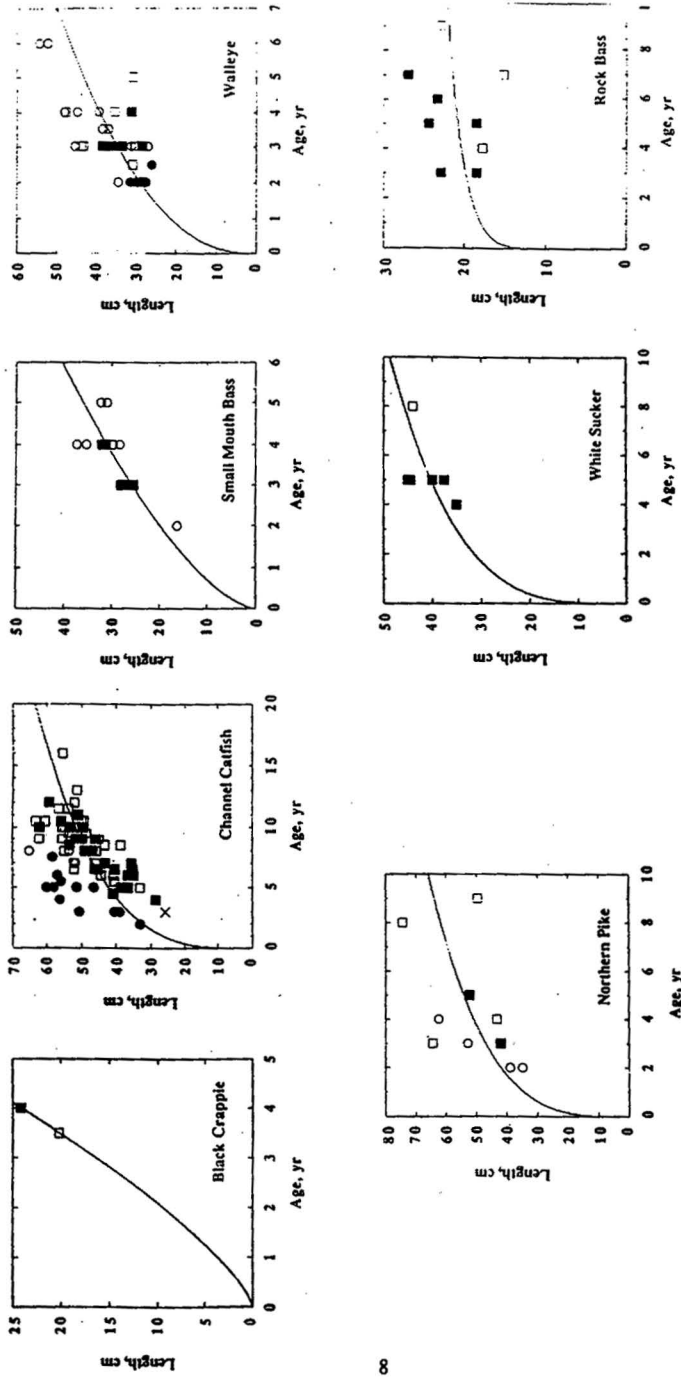 25
20
15
10
5
0
Length, cm
Black Crappie
0 1 2 3 4 5
Age, yr
70
60
50
40
30
20
10
0
Length, cm
Channel Catfish
0 5 10 15 20
Age, yr
50
40
30
20
10
0
Length, cm
Small Mouth Bass
0 1 2 3 4 5 6
Age, yr
60
50
40
30
20
10
0
Length, cm
Walleye
0 1 2 3 4 5 6 7
Age, yr
80
70
60
50
40
30
20
10
0
Length, cm
Northern Pike
0 2 4 6 8 10
Age, yr
50
40
30
20
10
0
Length, cm
White Sucker
0 2 4 6 8 10
Age, yr
30
20
10
0
Length, cm
Rock Bass
0 2 4 6 8
Age, yr
8